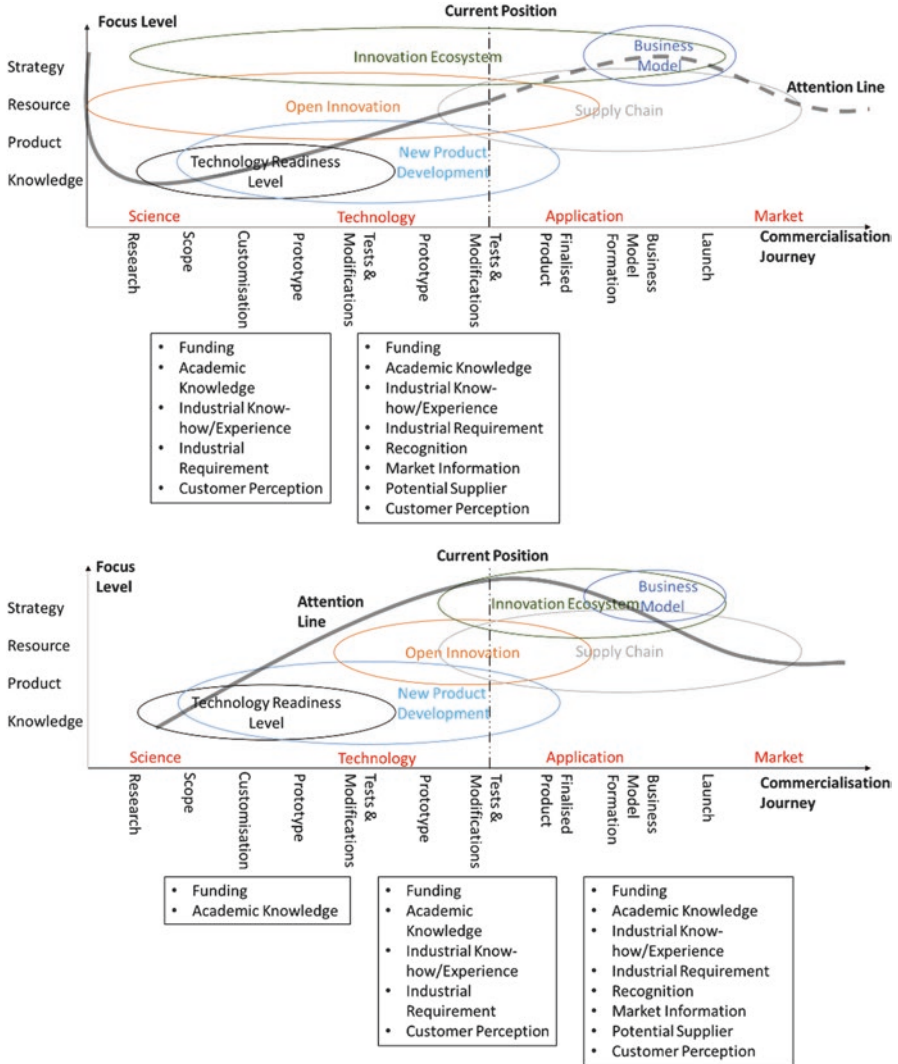 Current Position
Focus Level
Strategy
Resource
Product
Knowledge
Innovation Ecosystem
Business
Model
Attention Line
Open Innovation
Supply Chain
Technology Readiness
Level
New Product
Development
Science
Technology
Application
Market
Commercialisation
Journey
Research
Scope
Customisation
Prototype
Tests &
Modifications
Prototype
Tests &
Modifications
Finalised
Product
Business
Model
Formation
Launch
• Funding
• Academic
Knowledge
• Industrial Know-
how/Experience
• Industrial
Requirement
• Customer Perception
• Funding
• Academic Knowledge
• Industrial Know-
how/Experience
• Industrial Requirement
• Recognition
• Market Information
• Potential Supplier
• Customer Perception
Current Position
Focus
Level
Strategy
Resource
Product
Knowledge
Attention
Line
Business
Model
Innovation Ecosystem
Open Innovation
Supply Chain
Technology Readiness
Level
New Product
Development
Science
Technology
Application
Market
Commercialisation
Journey
Research
Scope
Customisation
Prototype
Tests &
Modifications
Prototype
Tests &
Modifications
Finalised
Product
Business
Model
Formation
Launch
• Funding
• Academic Knowledge
• Funding
• Academic
Knowledge
• Industrial Know-
how/Experience
• Industrial
Requirement
• Customer Perception
• Funding
• Academic Knowledge
• Industrial Know-
how/Experience
• Industrial Requirement
• Recognition
• Market Information
• Potential Supplier
• Customer Perception